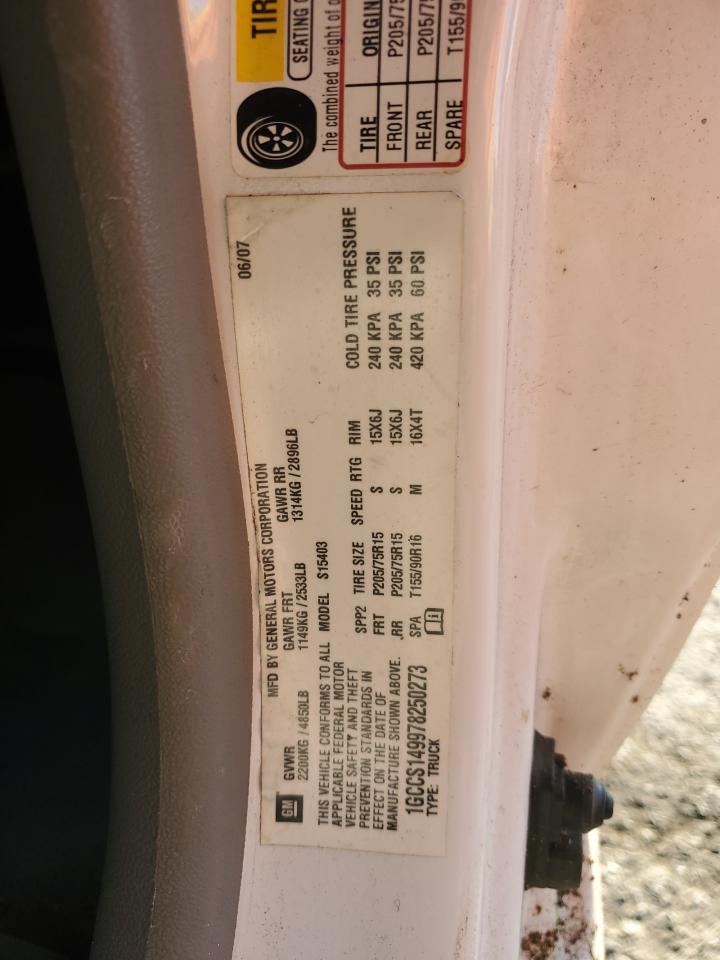 MFD BY GENERAL MOTORS CORPORATION
06/07
GM
GVWR GAWR FRT GAWR RR
2200KG / 4850LB 1149KG / 2533LB 1314KG / 2896LB
THIS VEHICLE CONFORMS TO ALL
APPLICABLE FEDERAL MOTOR
VEHICLE SAFETY AND THEFT
PREVENTION STANDARDS IN
EFFECT ON THE DATE OF
MANUFACTURE SHOWN ABOVE.
1GCCS149978250273
TYPE: TRUCK
MODEL S15403
SPP2 TIRE SIZE SPEED RTG RIM COLD TIRE PRESSURE
FRT P205/75R15 S 15X6J 240 KPA 35 PSI
.RR P205/75R15 S 15X6J 240 KPA 35 PSI
SPA T155/90R16 M 16X4T 420 KPA 60 PSI
TIR
SEATING
The combined weight of
TIRE ORIGIN
FRONT P205/75
REAR P205/75
SPARE T155/9